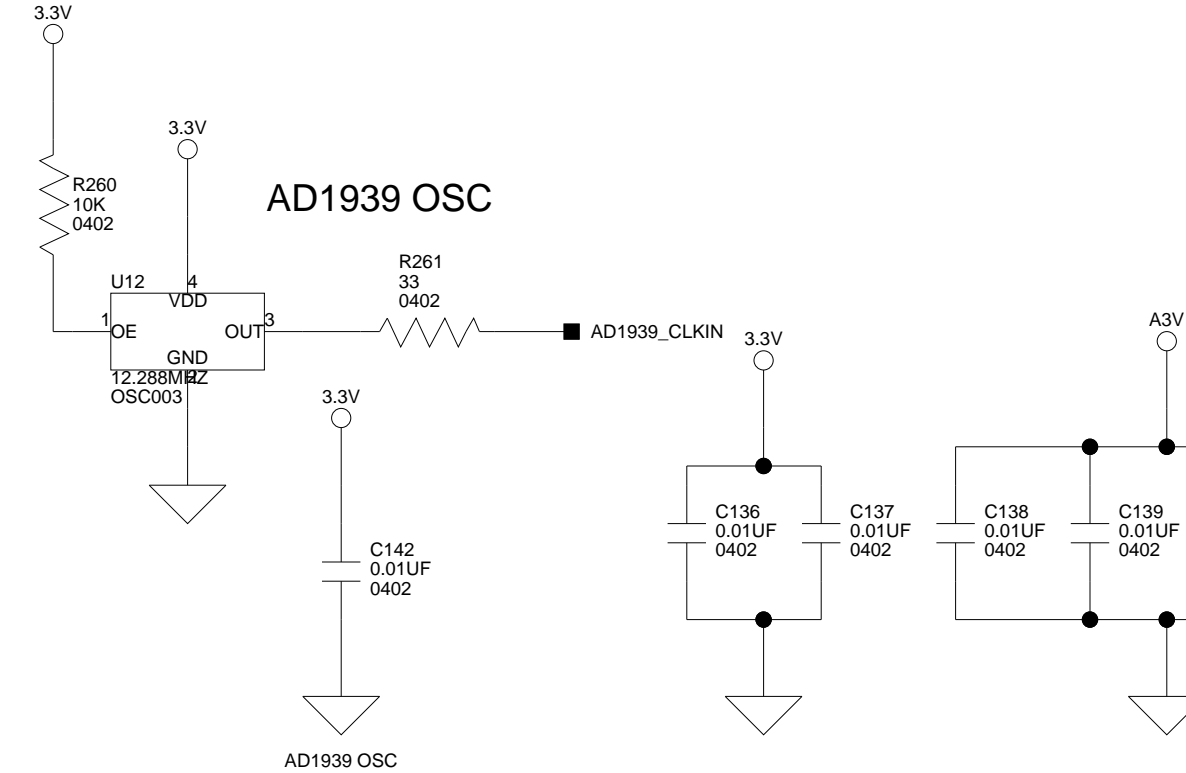 3.3V
3.3V
R260
10K
0402
AD1939 OSC
U12
4
VDD
1
OE
OUT
3
GND
2
12.288MHZ
OSC003
R261
33
0402
AD1939_CLKIN
3.3V
C142
0.01UF
0402
AD1939 OSC
3.3V
C136
0.01UF
0402
C137
0.01UF
0402
A3V
C138
0.01UF
0402
C139
0.01UF
0402